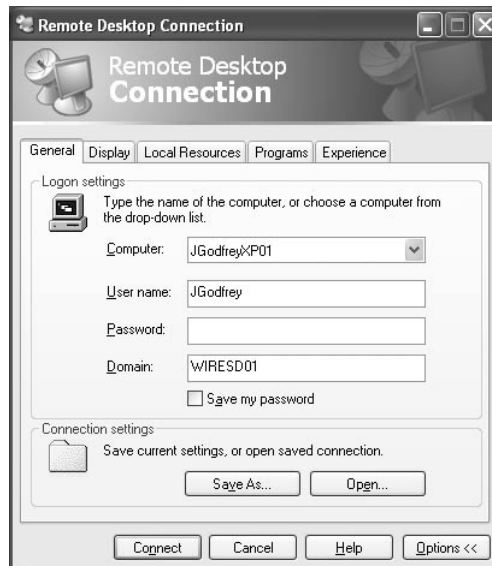 Remote Desktop Connection
Remote Desktop
Connection
General Display Local Resources Programs Experience
Logon settings
Type the name of the computer, or choose a computer from
the drop-down list.
Computer: JGodfreyXP01
User name: JGodfrey
Password:
Domain: WIRESD01
Save my password
Connection settings
Save current settings, or open saved connection.
Save As... Open...
Connect Cancel Help Options <<